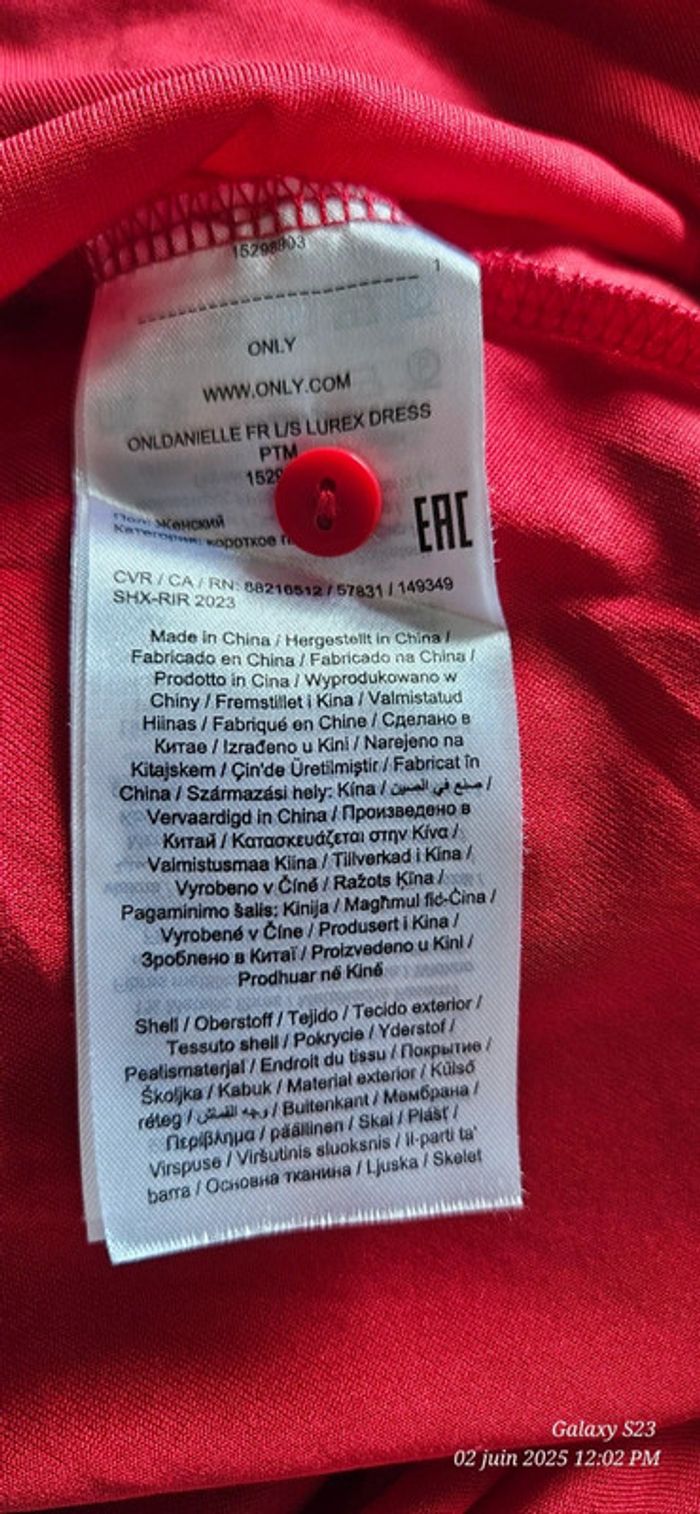 15298803
1
ONLY
WWW.ONLY.COM
ONLDANIELLE FR L/S LUREX DRESS
PTM
1529
Пол: Женский
Категория: короткое п
EAC
CVR / CA / RN: 88216512 / 57831 / 149349
SHX-RIR 2023
Made in China / Hergestellt in China /
Fabricado en China / Fabricado na China /
Prodotto in Cina / Wyprodukowano w
Chiny / Fremstillet i Kina / Valmistatud
Hiinas / Fabriqué en Chine / Сделано в
Китае / Izrađeno u Kini / Narejeno na
Kitajskem / Çin'de Üretilmiştir / Fabricat în
China / Származási hely: Kína / صنع في الصين /
Vervaardigd in China / Произведено в
Китай / Κατασκευάζεται στην Κίνα /
Valmistusmaa Kiina / Tillverkad i Kina /
Vyrobeno v Číně / Ražots Ķīna /
Pagaminimo šalis: Kinija / Magħmul fiċ-Ċina /
Vyrobené v Číne / Produsert i Kina /
Зроблено в Китаї / Proizvedeno u Kini /
Prodhuar në Kinë
Shell / Oberstoff / Tejido / Tecido exterior /
Tessuto shell / Pokrycie / Yderstof /
Pealismaterjal / Endroit du tissu / Покрытие /
Školjka / Kabuk / Material exterior / Külső
réteg / وجه القماش / Buitenkant / Мембрана /
Περίβλημα / päällinen / Skal / Plášť /
Virspuse / Viršutinis sluoksnis / il-parti ta'
barra / Основна тканина / Ljuska / Skelet
Galaxy S23
02 juin 2025 12:02 PM